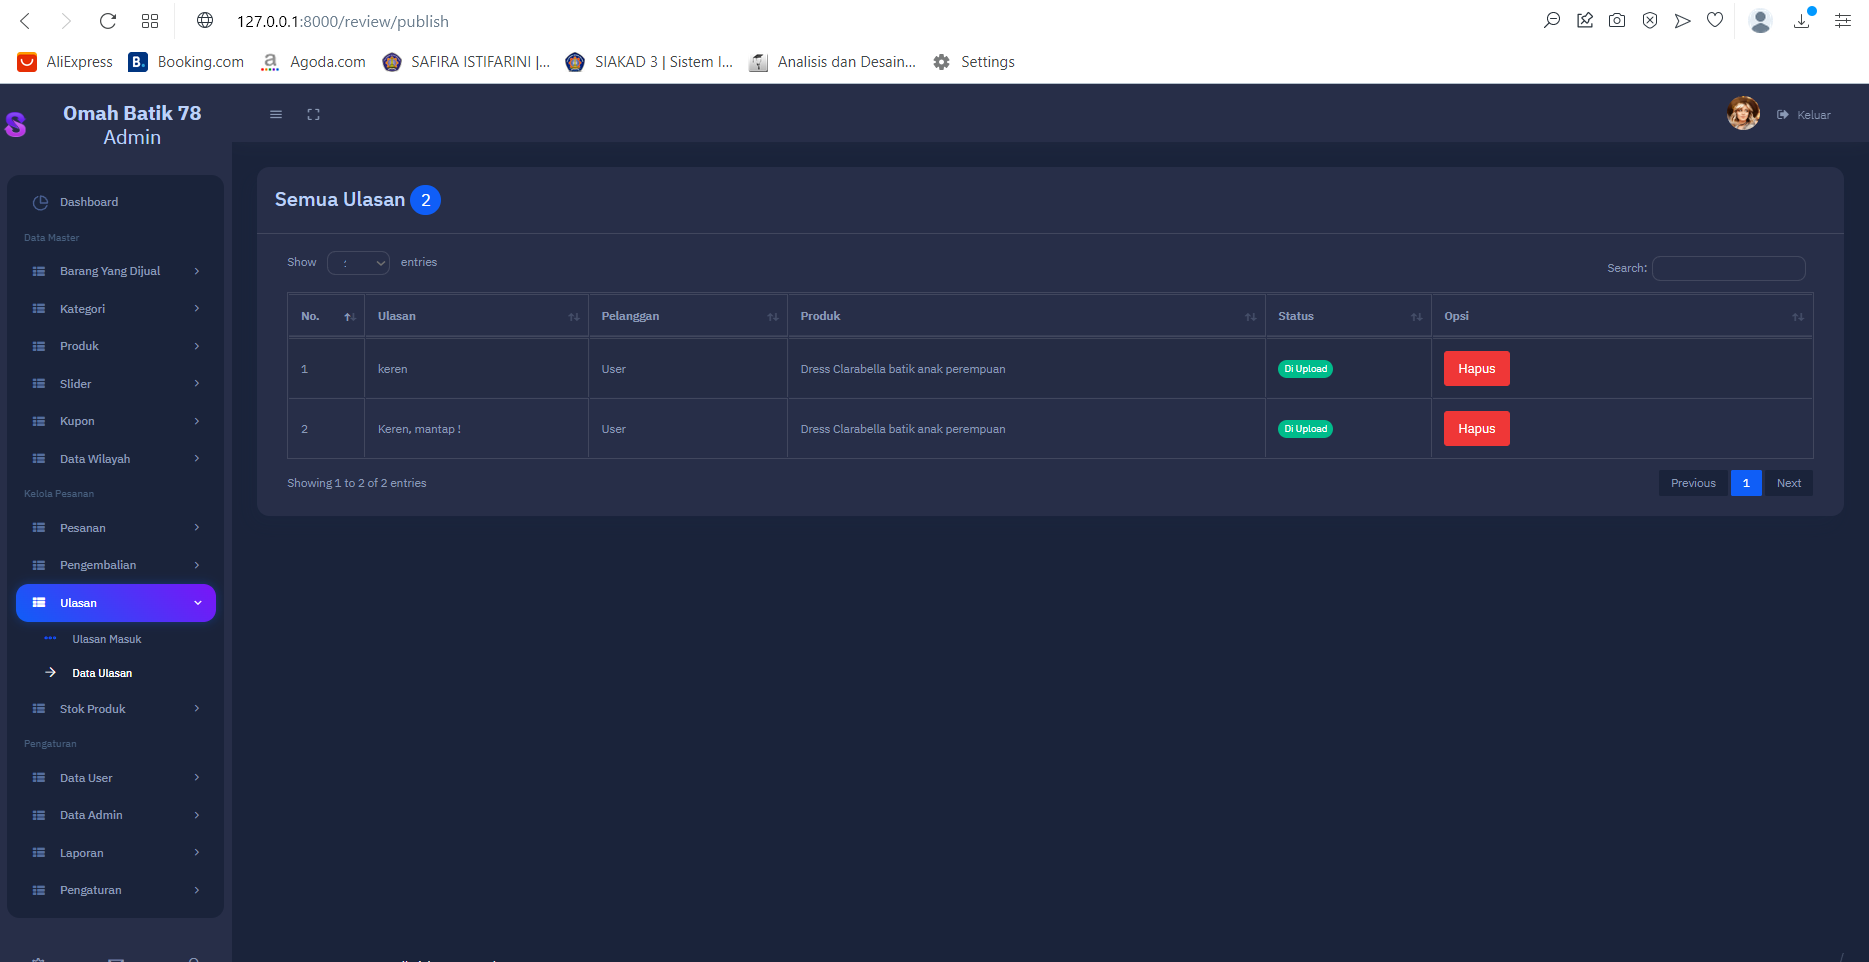 127.0.0.1:8000/review/publish
AliExpress
B. Booking.com
a Agoda.com
SAFIRA ISTIFARINI |...
SIAKAD 3 | Sistem I...
Analisis dan Desain...
Settings
S
Omah Batik 78
Admin
Keluar
Dashboard
Data Master
Barang Yang Dijual
Kategori
Produk
Slider
Kupon
Data Wilayah
Kelola Pesanan
Pesanan
Pengembalian
Ulasan
Ulasan Masuk
Data Ulasan
Stok Produk
Pengaturan
Data User
Data Admin
Laporan
Pengaturan
Semua Ulasan 2
Show entries
Search:
No. Ulasan Pelanggan Produk Status Opsi
1 keren User Dress Clarabella batik anak perempuan Di Upload Hapus
2 Keren, mantap ! User Dress Clarabella batik anak perempuan Di Upload Hapus
Showing 1 to 2 of 2 entries
Previous 1 Next